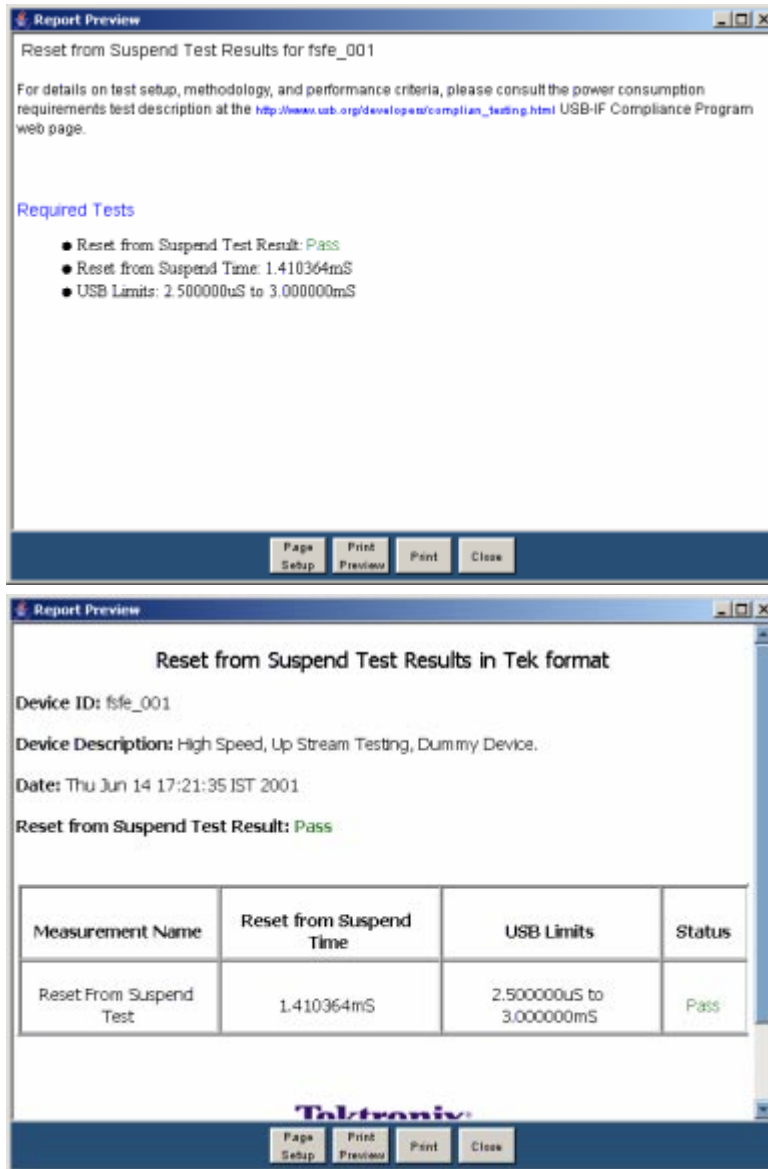 Report Preview
Reset from Suspend Test Results for fsfe_001
For details on test setup, methodology, and performance criteria, please consult the power consumption
requirements test description at the http://www.usb.org/developers/complian_testing.html USB-IF Compliance Program
web page.
Required Tests
● Reset from Suspend Test Result: Pass
● Reset from Suspend Time: 1.410364mS
● USB Limits: 2.500000uS to 3.000000mS
Page Setup Print Preview Print Close
Report Preview
Reset from Suspend Test Results in Tek format
Device ID: fsfe_001
Device Description: High Speed, Up Stream Testing, Dummy Device.
Date: Thu Jun 14 17:21:35 IST 2001
Reset from Suspend Test Result: Pass
Measurement Name Reset from Suspend Time USB Limits Status
Reset From Suspend Test 1.410364mS 2.500000uS to 3.000000mS Pass
Tektronix
Page Setup Print Preview Print Close